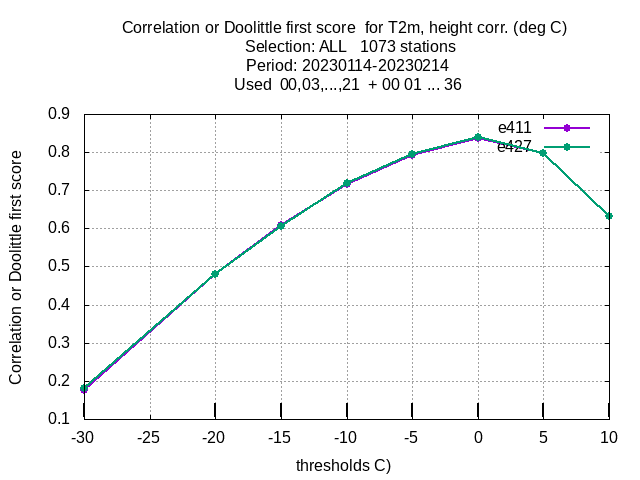 Correlation or Doolittle first score  for T2m, height corr. (deg C)
Selection: ALL   1073 stations
Period: 20230114-20230214
Used  00,03,...,21  + 00 01 ... 36
0.9
0.8
0.7
0.6
0.5
0.4
0.3
0.2
0.1
Correlation or Doolittle first score
e411
e427
-30 -25 -20 -15 -10 -5 0 5 10
thresholds C)